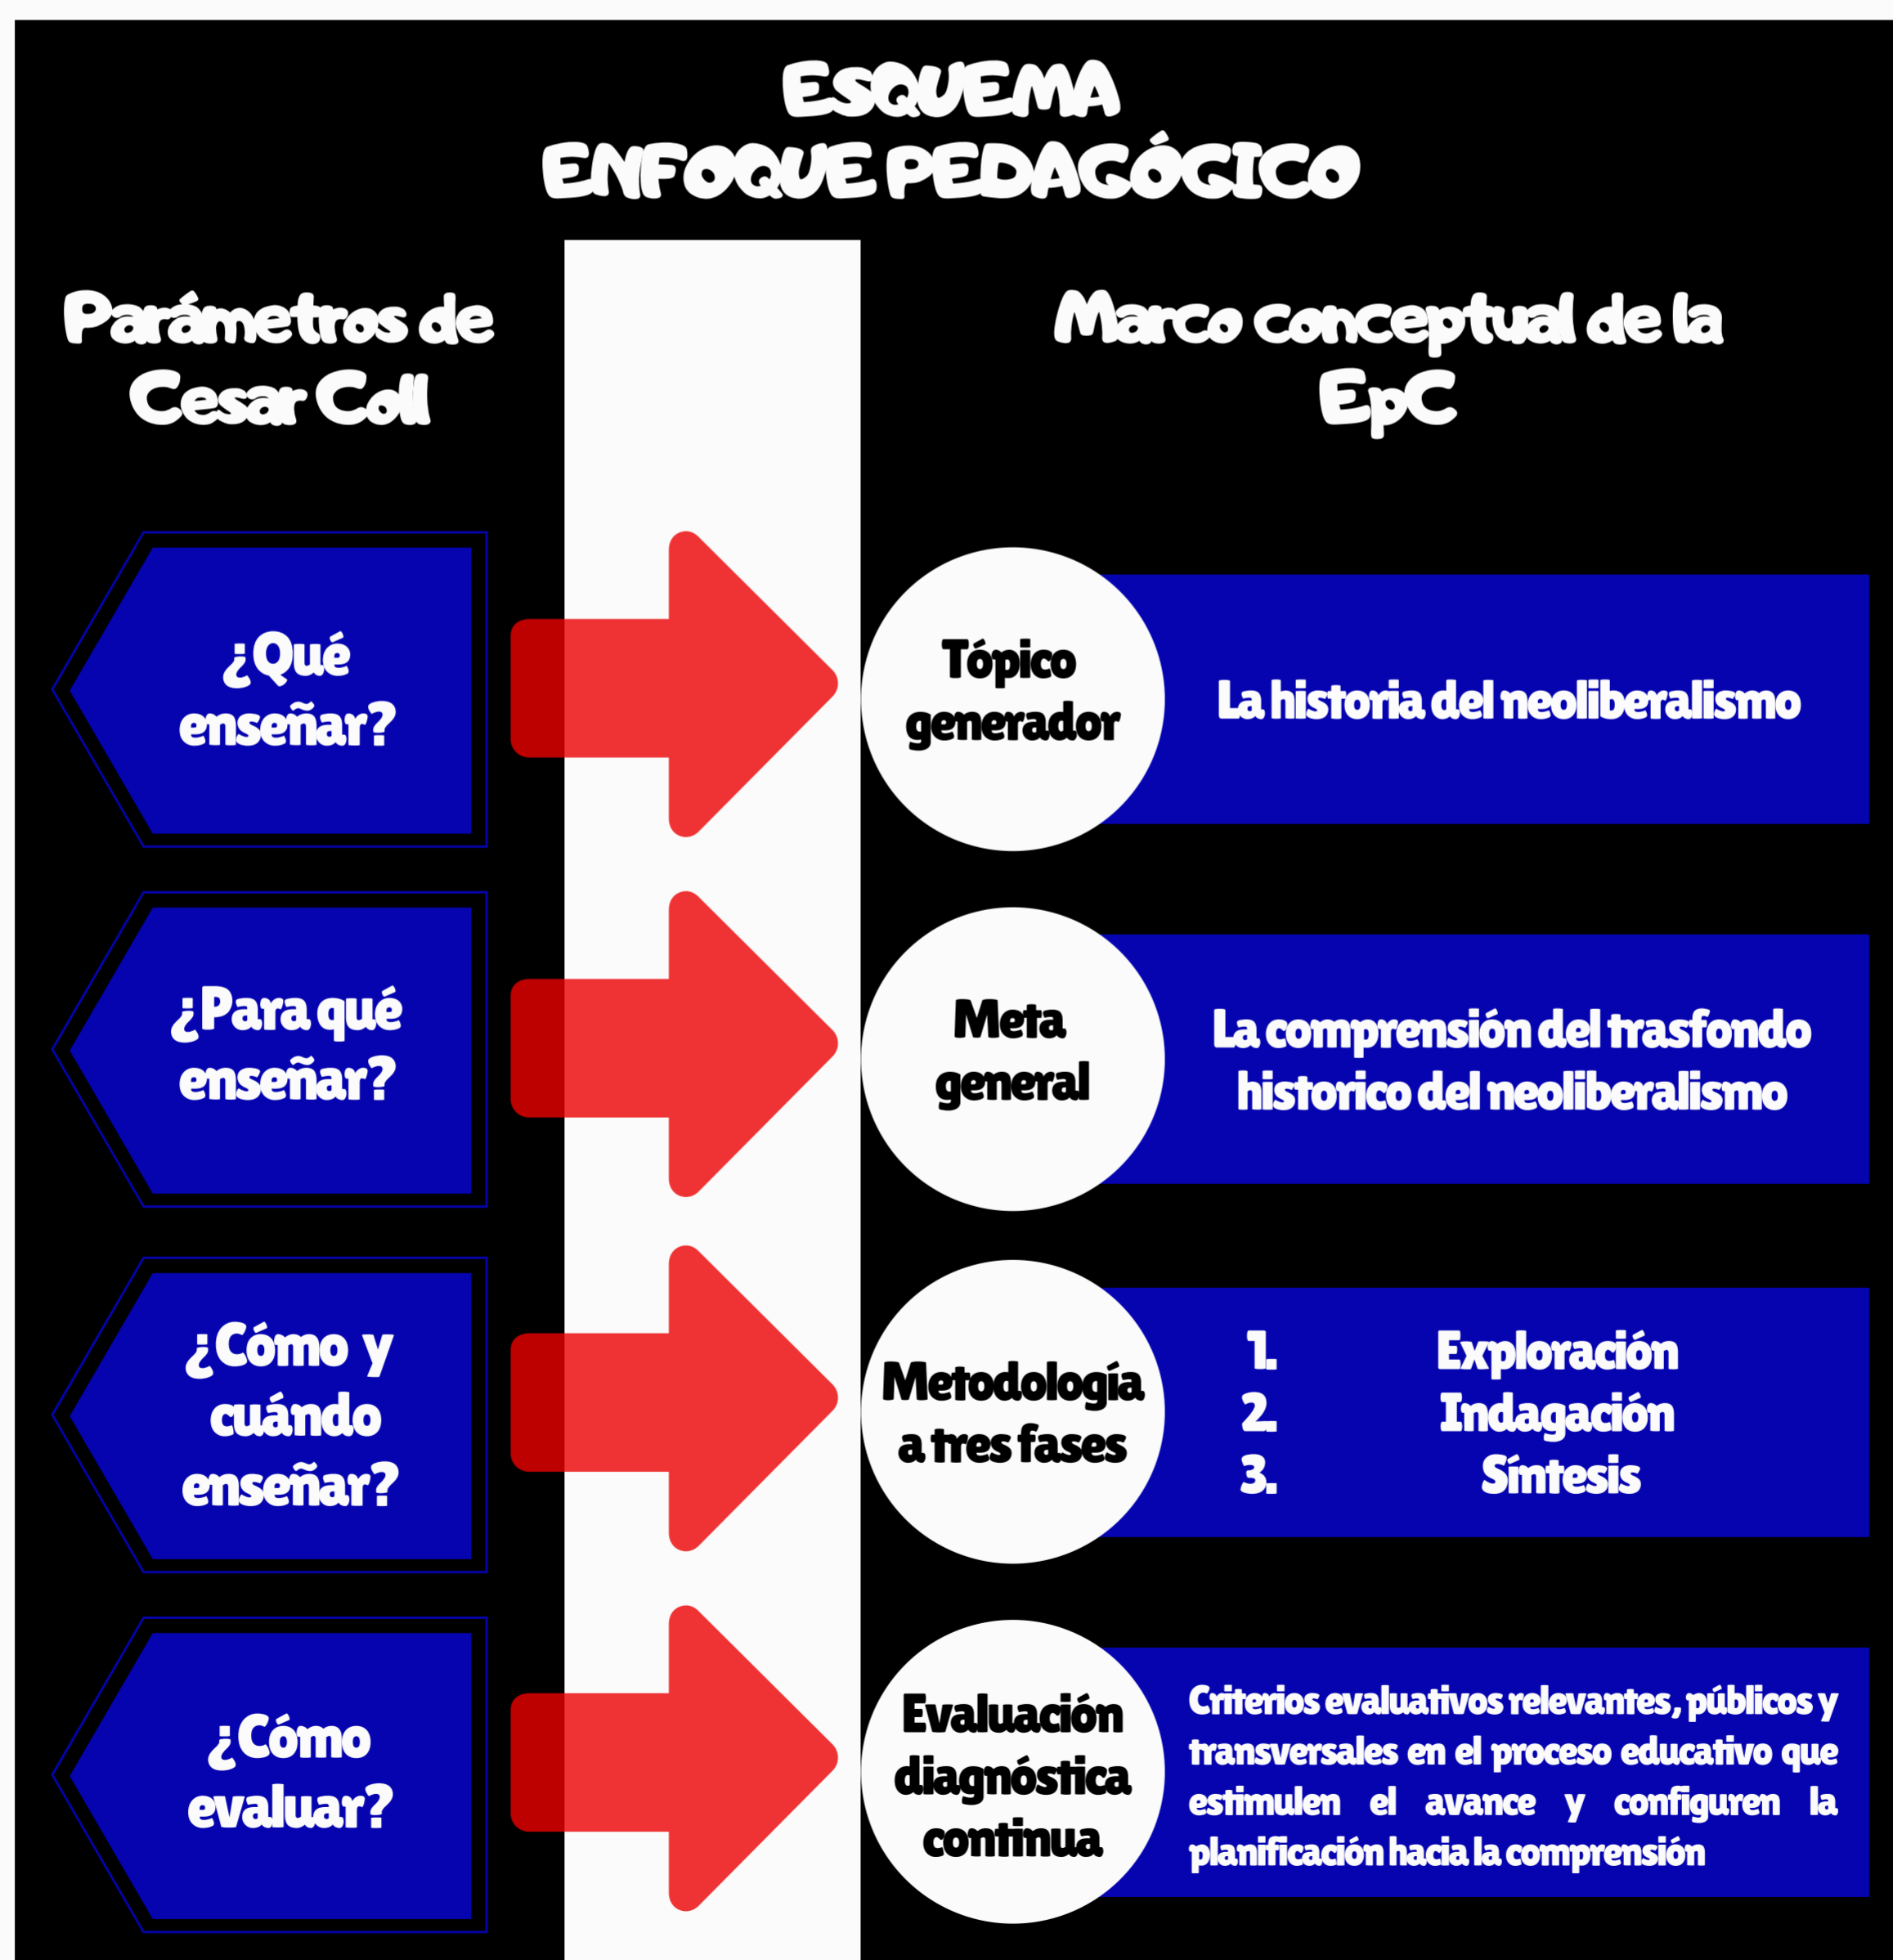 ESQUEMA
ENFOQUE PEDAGÓGICO
Parámetros de
Cesar Coll
Marco conceptual de la
EpC
¿Qué
enseñar?
Tópico
generador
La historia del neoliberalismo
¿Para qué
enseñar?
Meta
general
La comprensión del trasfondo
historico del neoliberalismo
¿Cómo y
cuándo
enseñar?
Metodología
a tres fases
1. Exploración
2. Indagación
3. Síntesis
¿Cómo
evaluar?
Evaluación
diagnóstica
continua
Criterios evaluativos relevantes, públicos y
transversales en el proceso educativo que
estimulen el avance y configuren la
planificación hacia la comprensión